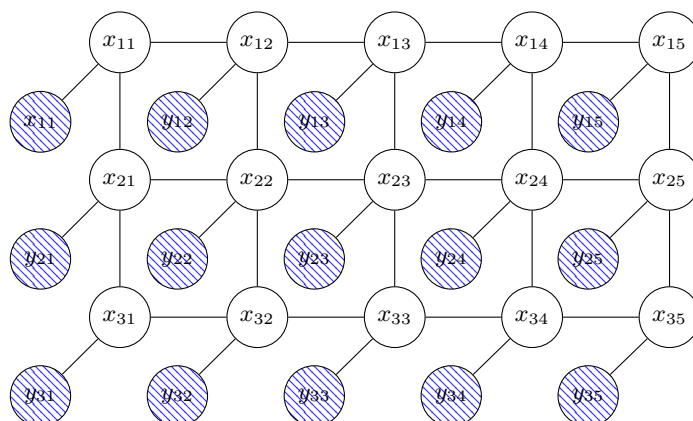 x11 x12 x13 x14 x15
x11 y12 y13 y14 y15
x21 x22 x23 x24 x25
y21 y22 y23 y24 y25
x31 x32 x33 x34 x35
y31 y32 y33 y34 y35